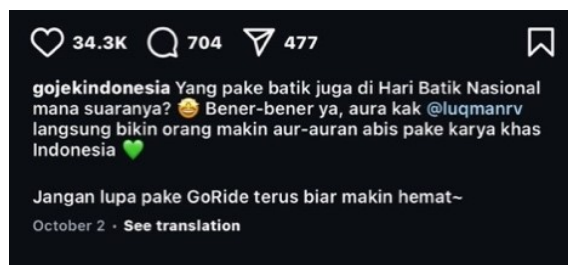 34.3K 704 477
gojekindonesia Yang pake batik juga di Hari Batik Nasional
mana suaranya? 🤩 Bener-bener ya, aura kak @luqmanrv
langsung bikin orang makin aur-auran abis pake karya khas
Indonesia 💚
Jangan lupa pake GoRide terus biar makin hemat~
October 2 · See translation